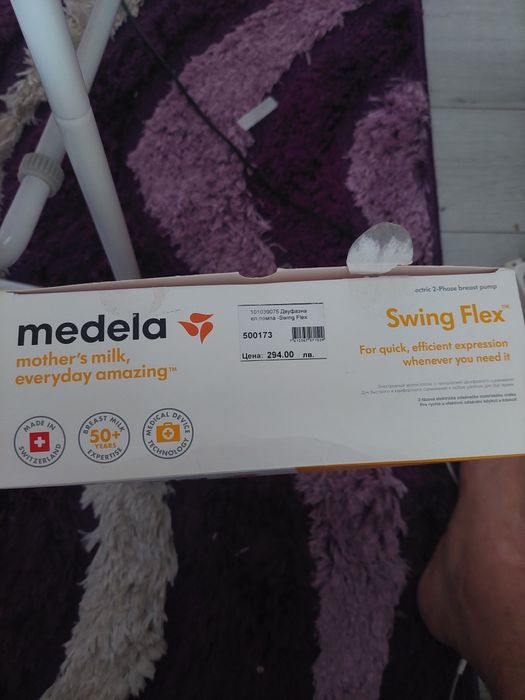 medela
mother's milk,
everyday amazing™
MADE IN
SWITZERLAND
BREAST MILK
50+
YEARS
EXPERTISE
MEDICAL DEVICE
TECHNOLOGY
101039075 Двуфазна
ел.помпа -Swing Flex
500173
Цена: 294.00 лв.
ectric 2-Phase breast pump
Swing Flex™
For quick, efficient expression
whenever you need it